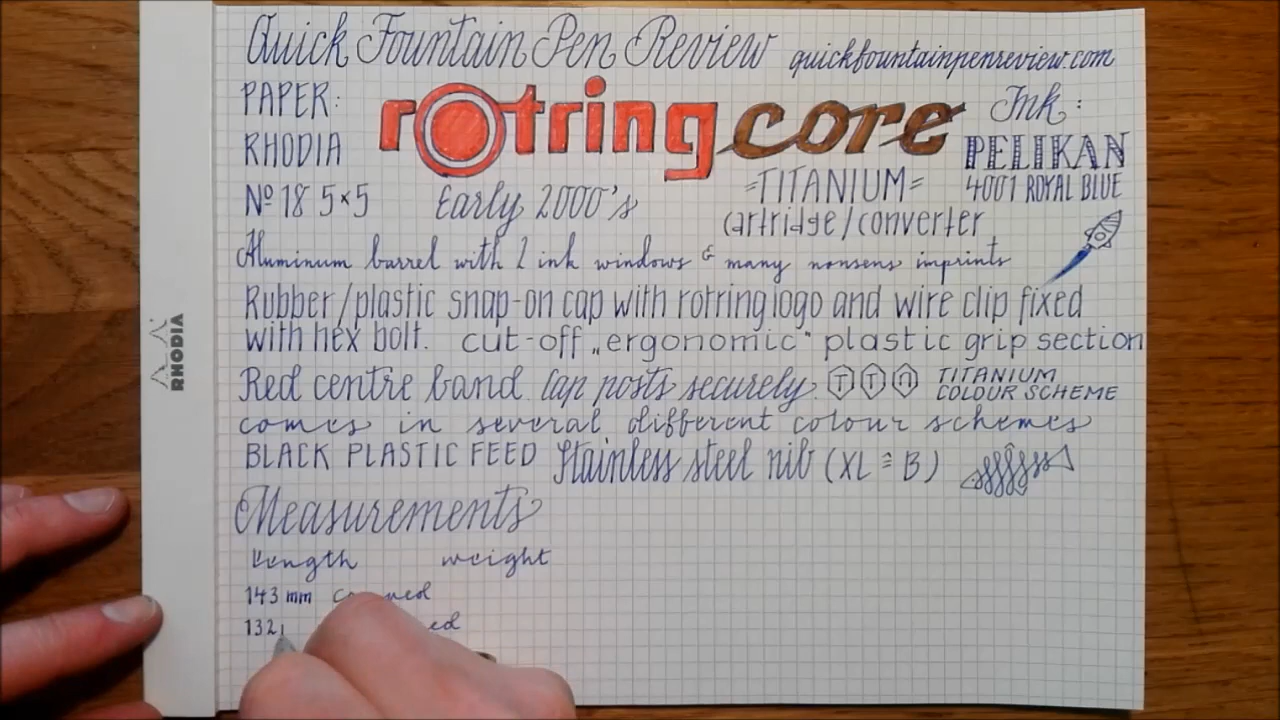 Quick Fountain Pen Review quickfountainpenreview.com
PAPER: rotring core Ink:
RHODIA PELIKAN
Nº 18 5×5 Early 2000's =TITANIUM= 4001 ROYAL BLUE
cartridge/converter
Aluminum barrel with 2 ink windows & many nonsens imprints
Rubber/plastic snap-on cap with rotring logo and wire clip fixed
with hex bolt. cut-off „ergonomic“ plastic grip section
Red centre band Cap posts securely. T T n TITANIUM
COLOUR SCHEME
comes in several different colour schemes
BLACK PLASTIC FEED Stainless steel nib (XL ≙ B)
Measurements
Length weight
143 mm
132
RHODIA